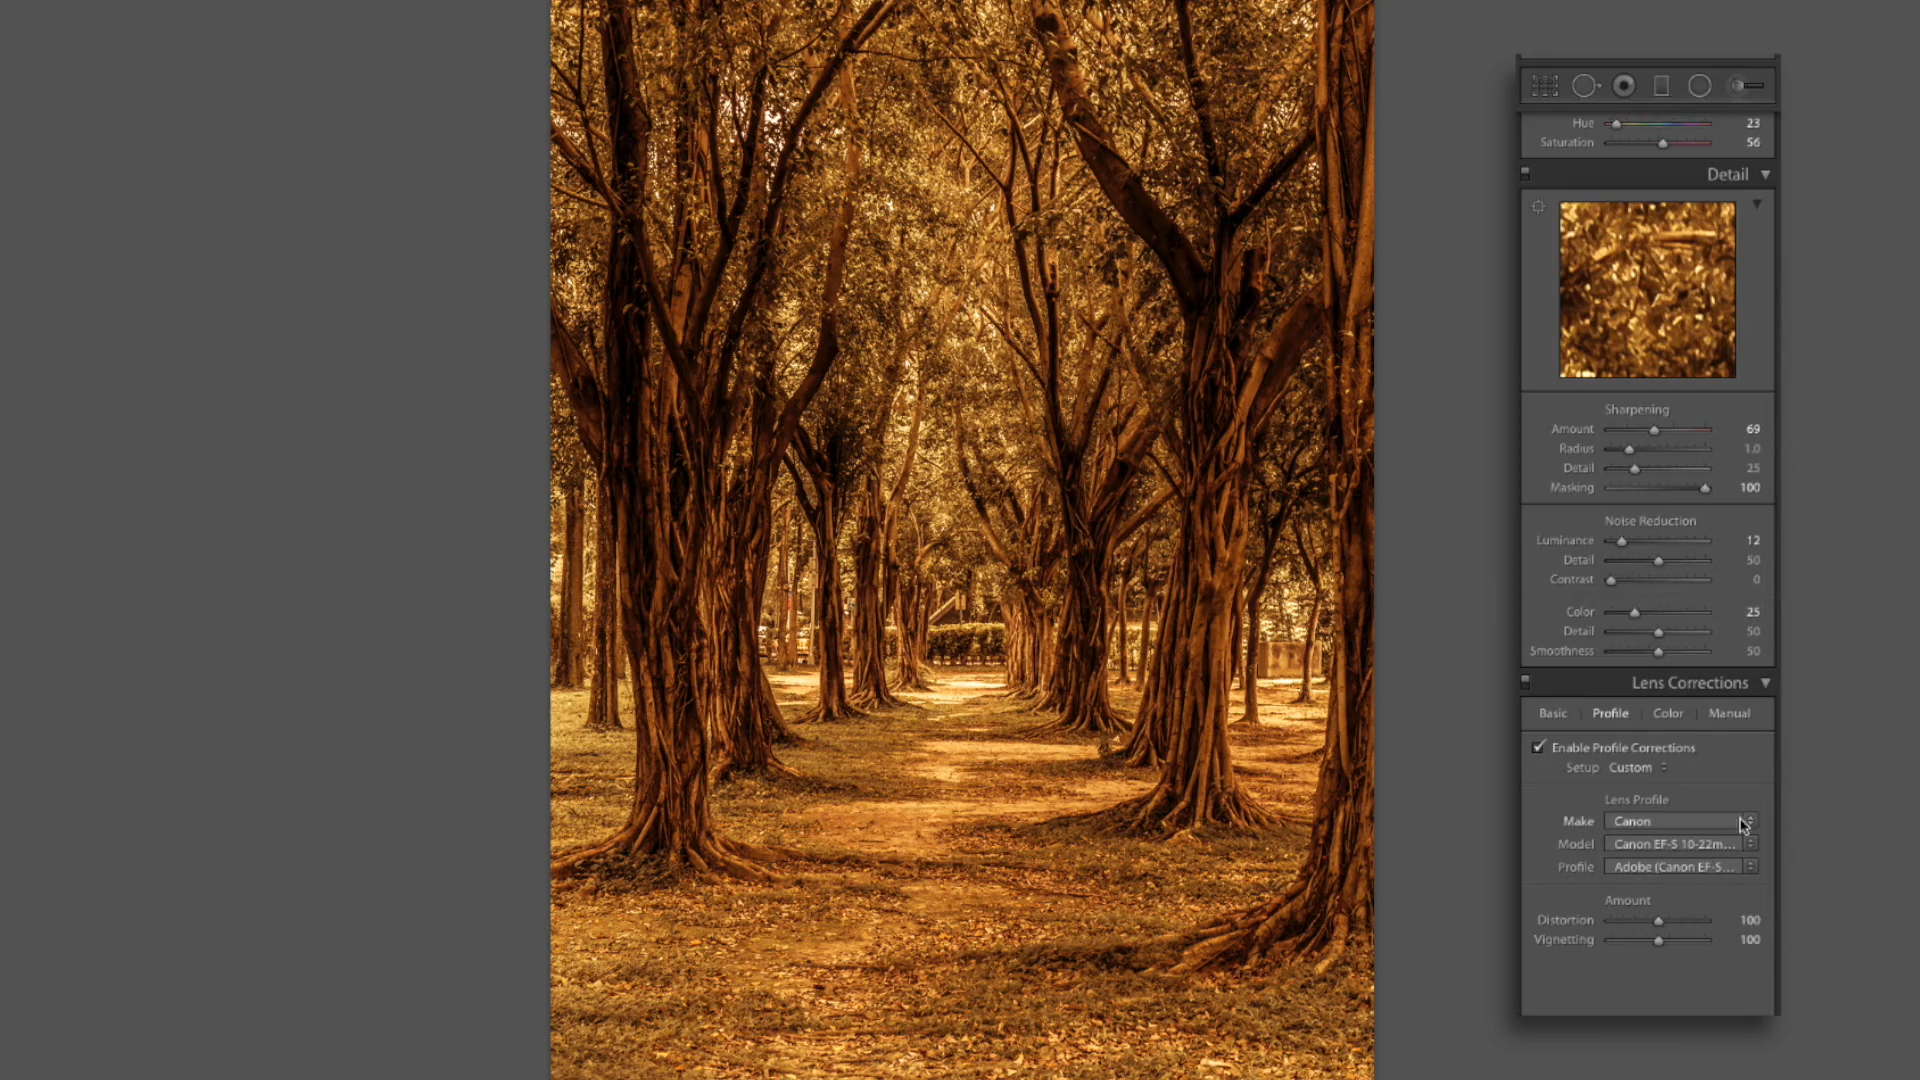 Hue 23
Saturation 56
Detail
Sharpening
Amount 69
Radius 1.0
Detail 25
Masking 100
Noise Reduction
Luminance 12
Detail 50
Contrast 0
Color 25
Detail 50
Smoothness 50
Lens Corrections
Basic Profile Color Manual
Enable Profile Corrections
Setup Custom
Lens Profile
Make Canon
Model Canon EF-S 10-22m...
Profile Adobe (Canon EF-S...
Amount
Distortion 100
Vignetting 100